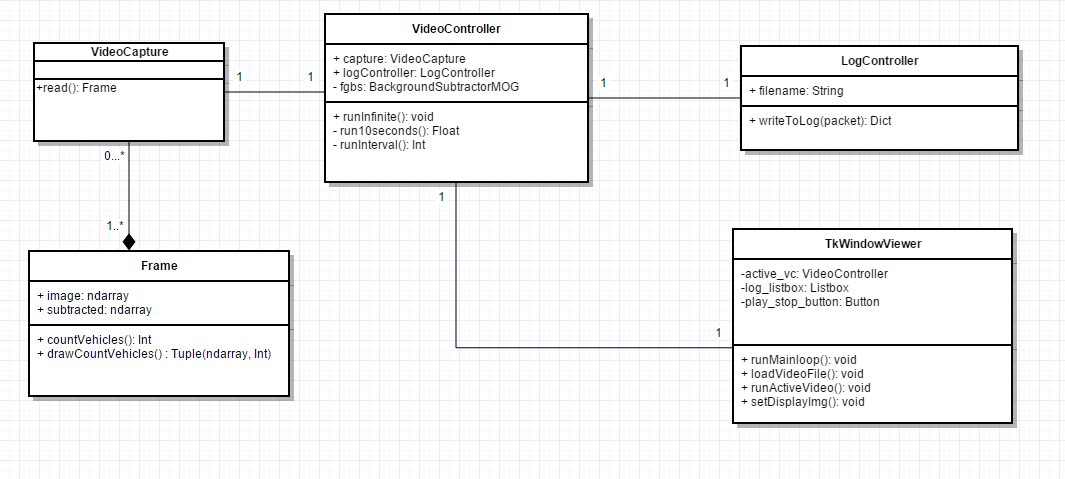 VideoCapture
+read(): Frame
1
1
VideoController
+ capture: VideoCapture
+ logController: LogController
- fgbs: BackgroundSubtractorMOG
+ runInfinite(): void
- run10seconds(): Float
- runInterval(): Int
1
1
LogController
+ filename: String
+ writeToLog(packet): Dict
0...*
1..*
Frame
+ image: ndarray
+ subtracted: ndarray
+ countVehicles(): Int
+ drawCountVehicles() : Tuple(ndarray, Int)
1
1
TkWindowViewer
-active_vc: VideoController
-log_listbox: Listbox
-play_stop_button: Button
+ runMainloop(): void
+ loadVideoFile(): void
+ runActiveVideo(): void
+ setDisplayImg(): void